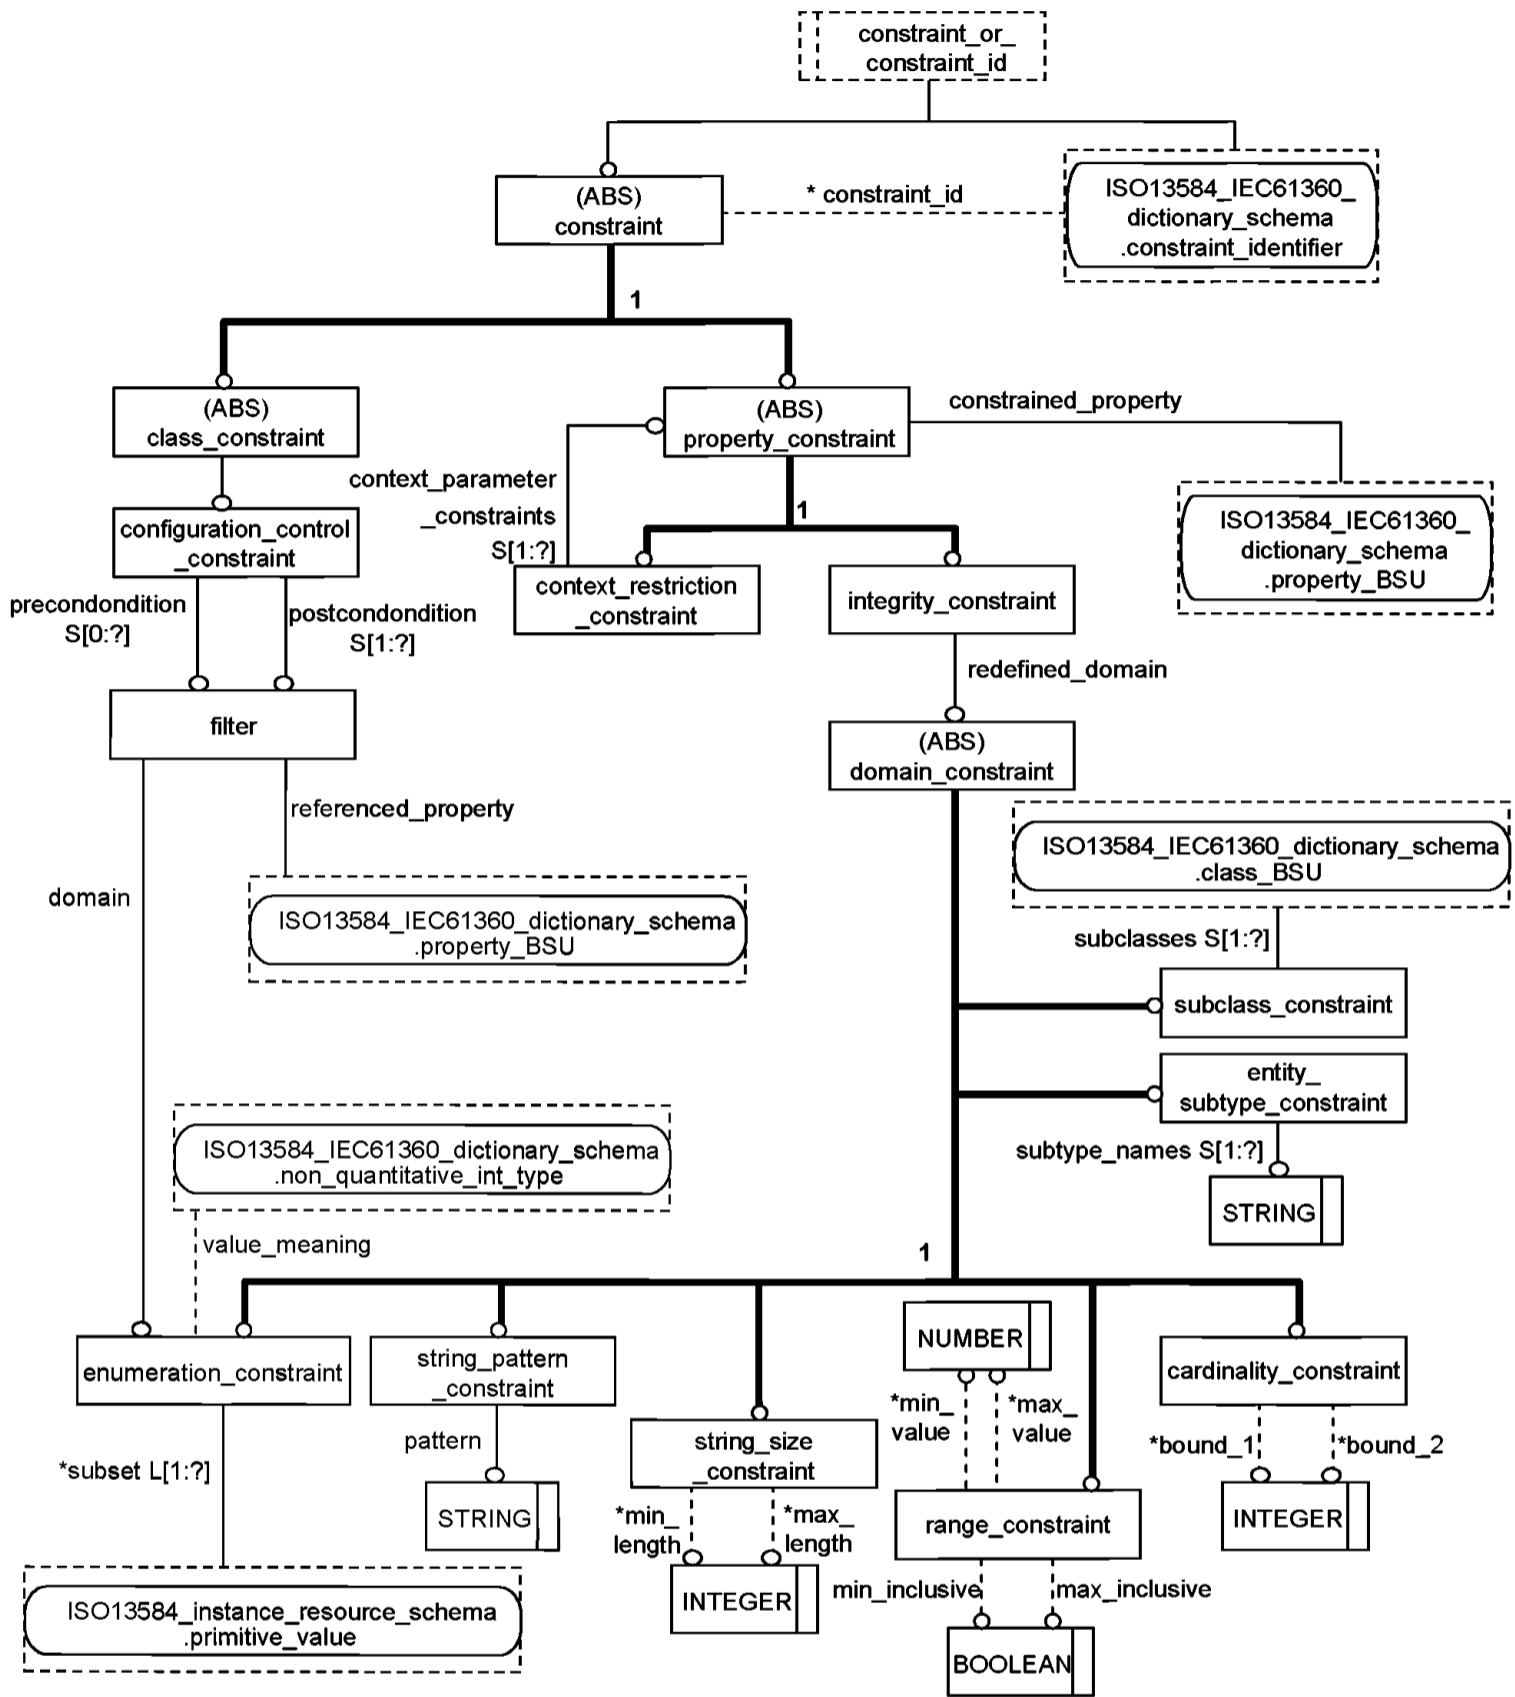 constraint_or_
constraint_id
(ABS)
constraint
* constraint_id
ISO13584_IEC61360_
dictionary_schema
.constraint_identifier
1
(ABS)
class_constraint
(ABS)
property_constraint
constrained_property
context_parameter
_constraints
S[1:?]
1
configuration_control
_constraint
ISO13584_IEC61360_
dictionary_schema
.property_BSU
context_restriction
_constraint
integrity_constraint
precondondition
S[0:?]
postcondondition
S[1:?]
redefined_domain
filter
(ABS)
domain_constraint
referenced_property
domain
ISO13584_IEC61360_dictionary_schema
.class_BSU
ISO13584_IEC61360_dictionary_schema
.property_BSU
subclasses S[1:?]
subclass_constraint
entity_
subtype_constraint
subtype_names S[1:?]
STRING
ISO13584_IEC61360_dictionary_schema
.non_quantitative_int_type
value_meaning
1
enumeration_constraint
string_pattern
_constraint
NUMBER
cardinality_constraint
*min_
value
*max_
value
*subset L[1:?]
pattern
string_size
_constraint
*bound_1
*bound_2
STRING
*min_
length
*max_
length
range_constraint
INTEGER
INTEGER
min_inclusive
max_inclusive
BOOLEAN
ISO13584_instance_resource_schema
.primitive_value